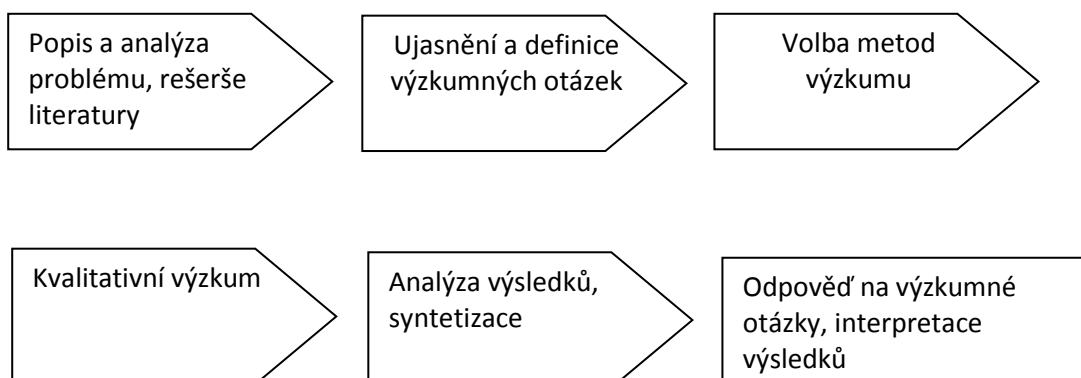 Popis a analýza
problému, rešerše
literatury
Ujasnění a definice
výzkumných otázek
Volba metod
výzkumu
Kvalitativní výzkum
Analýza výsledků,
syntetizace
Odpověď na výzkumné
otázky, interpretace
výsledků